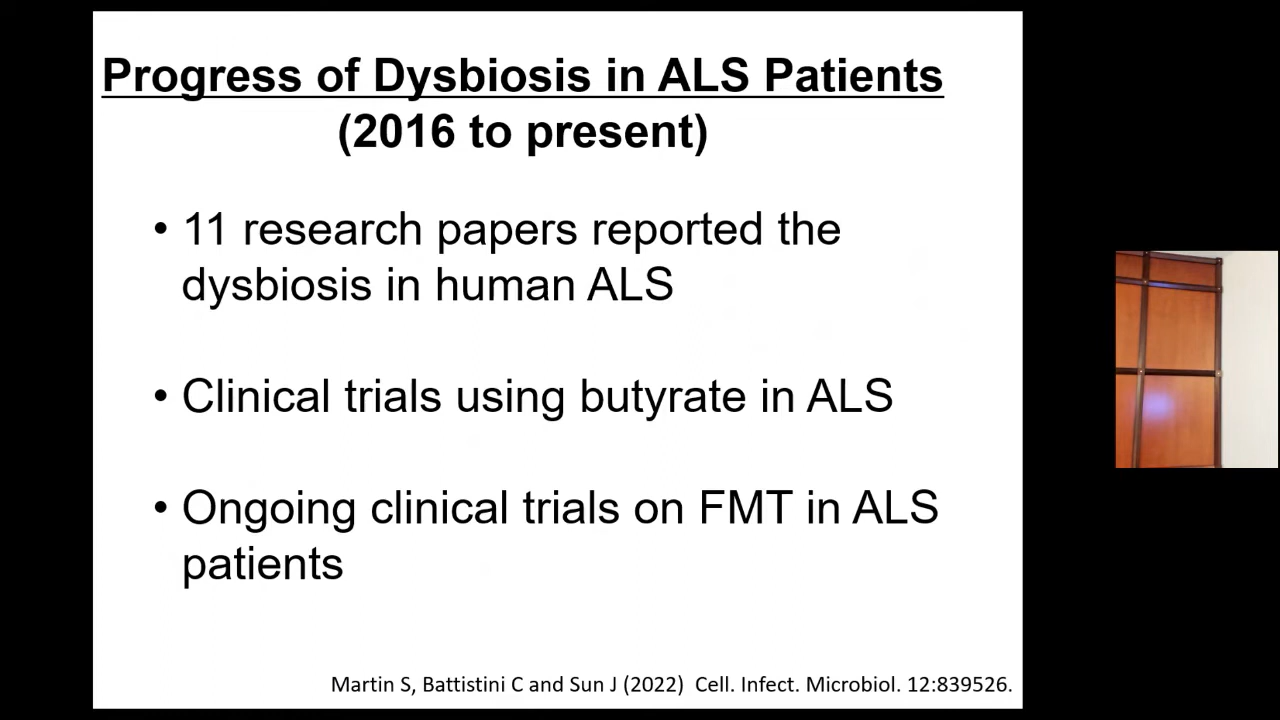 Progress of Dysbiosis in ALS Patients
(2016 to present)
• 11 research papers reported the
dysbiosis in human ALS
• Clinical trials using butyrate in ALS
• Ongoing clinical trials on FMT in ALS
patients
Martin S, Battistini C and Sun J (2022) Cell. Infect. Microbiol. 12:839526.